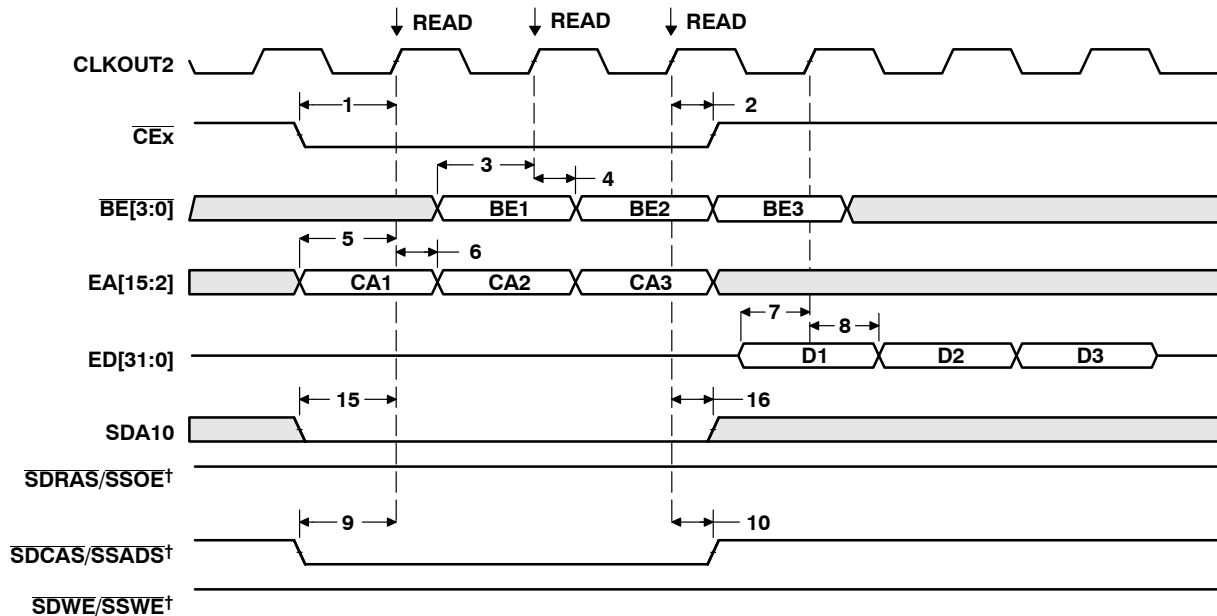 READ READ READ
CLKOUT2
1 2
CEx
3 4
BE[3:0] BE1 BE2 BE3
5 6
EA[15:2] CA1 CA2 CA3
7 8
ED[31:0] D1 D2 D3
15 16
SDA10
SDRAS/SSOE†
9 10
SDCAS/SSADS†
SDWE/SSWE†